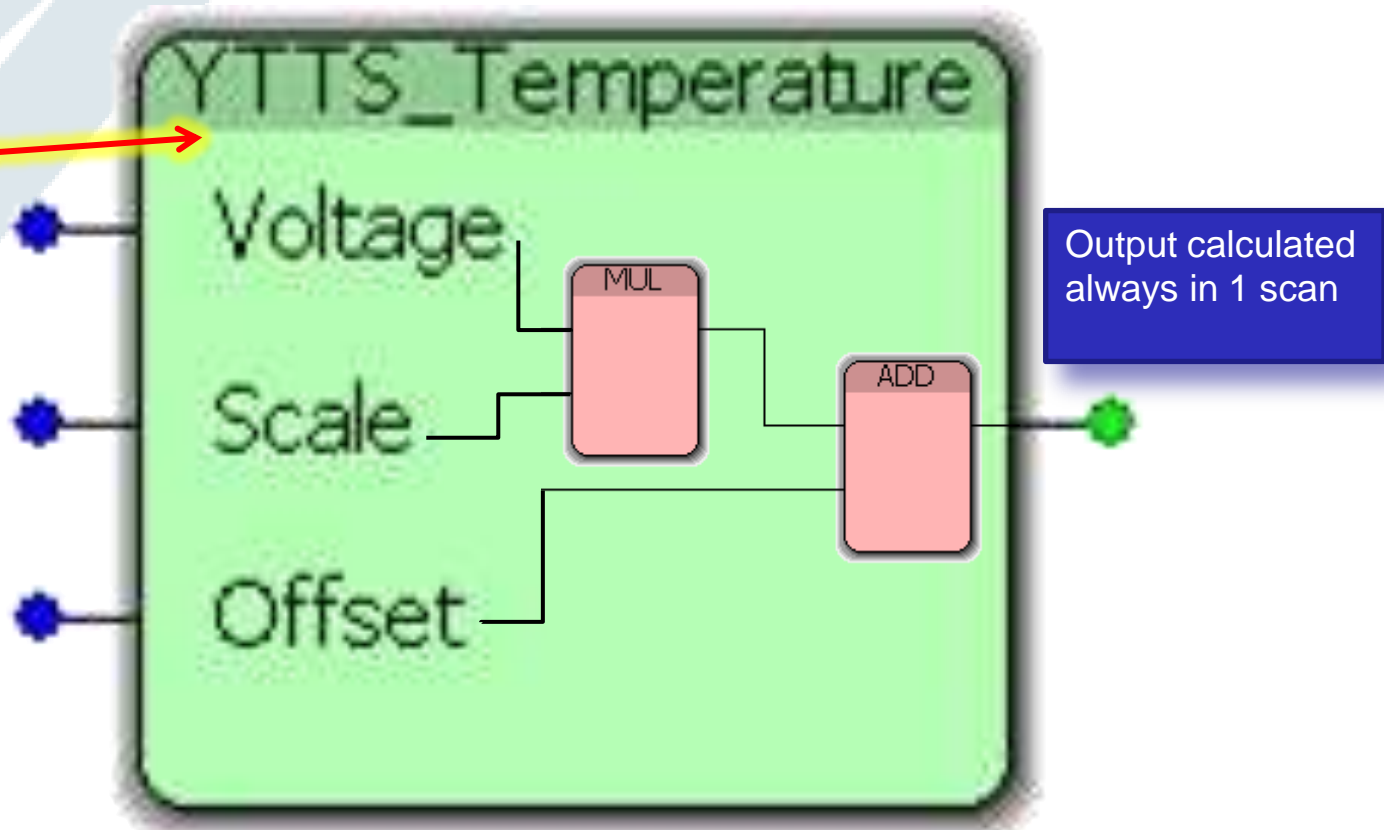 YTTS_Temperature
Voltage
MUL
Output calculated
always in 1 scan
Scale
ADD
Offset